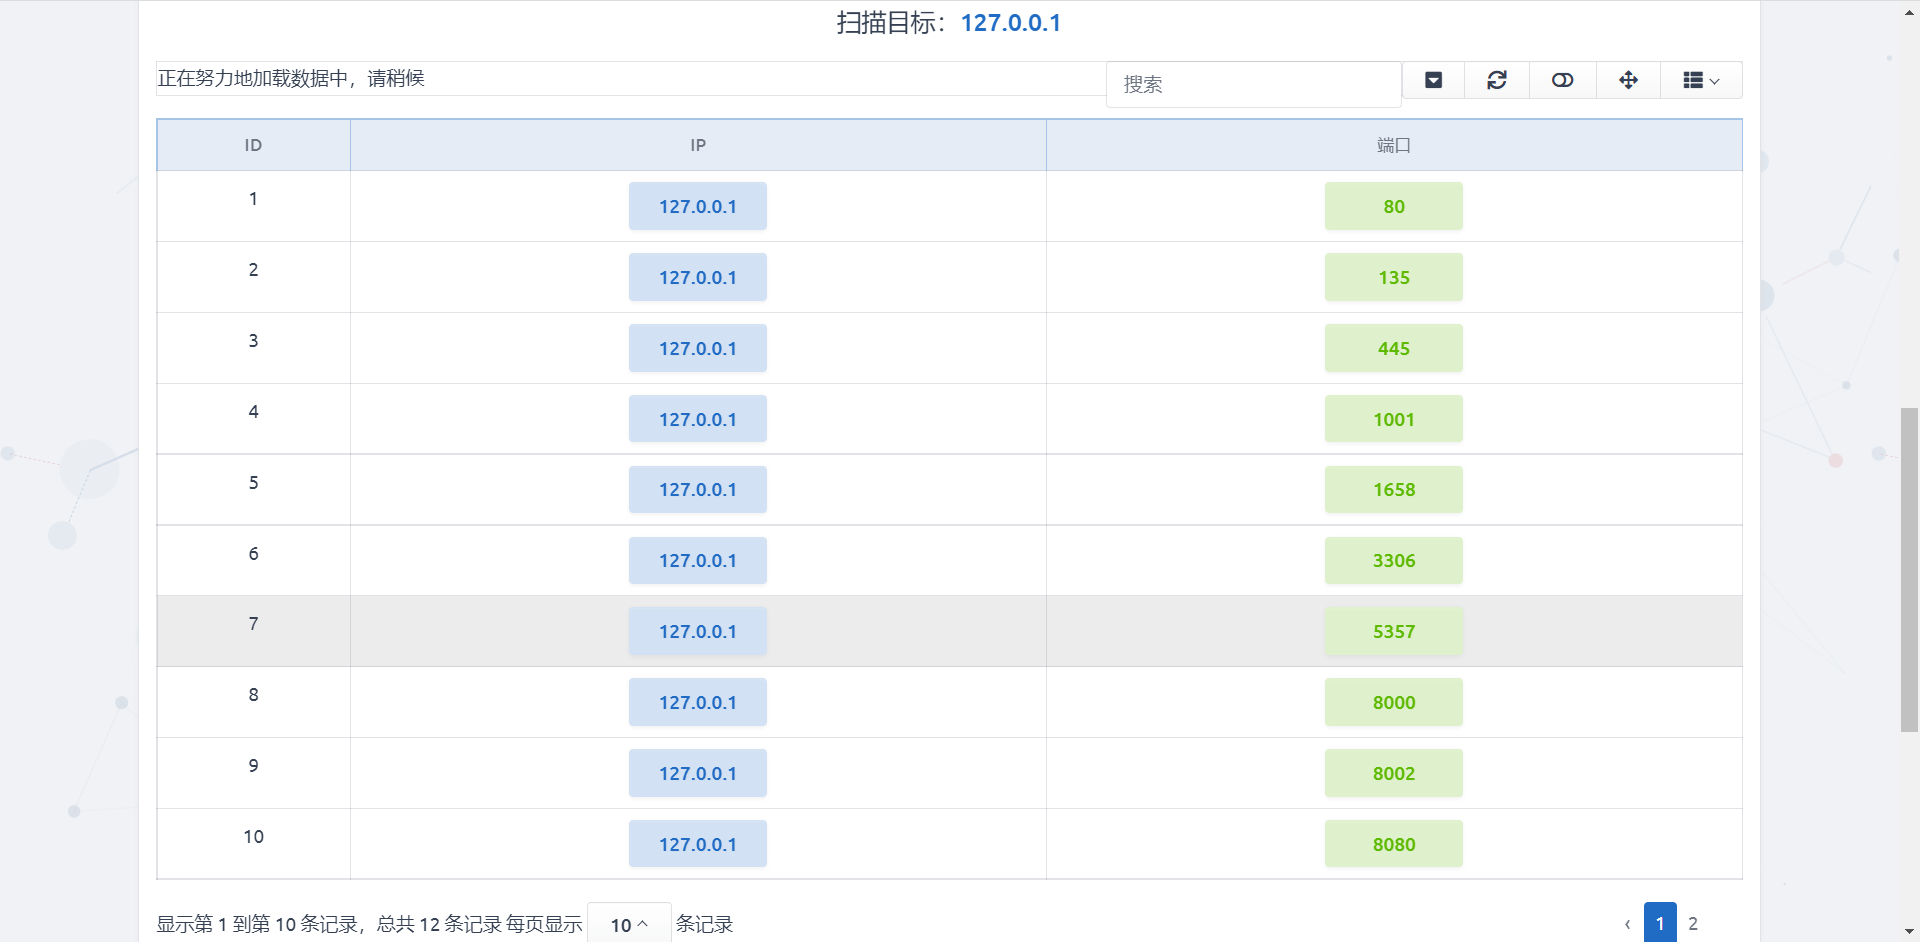 扫描目标：127.0.0.1
正在努力地加载数据中，请稍候
搜索
ID IP 端口
1 127.0.0.1 80
2 127.0.0.1 135
3 127.0.0.1 445
4 127.0.0.1 1001
5 127.0.0.1 1658
6 127.0.0.1 3306
7 127.0.0.1 5357
8 127.0.0.1 8000
9 127.0.0.1 8002
10 127.0.0.1 8080
显示第 1 到第 10 条记录，总共 12 条记录 每页显示 10 条记录 ‹ 1 2